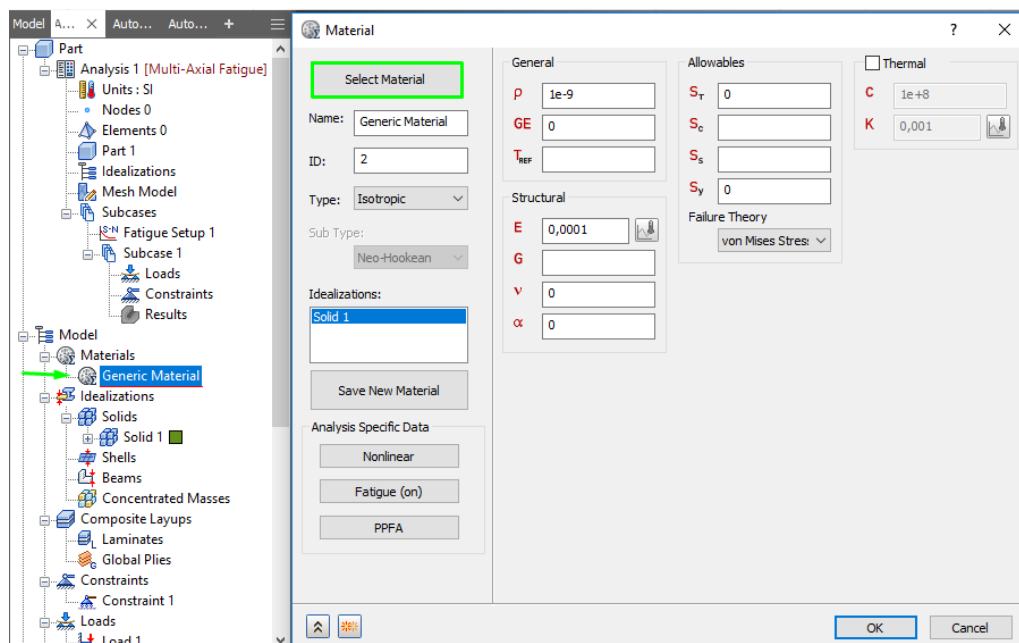 Model A... Auto... Auto... +
Part
Analysis 1 [Multi-Axial Fatigue]
Units : SI
Nodes 0
Elements 0
Part 1
Idealizations
Mesh Model
Subcases
S-N Fatigue Setup 1
Subcase 1
Loads
Constraints
Results
Model
Materials
Generic Material
Idealizations
Solids
Solid 1
Shells
Beams
Concentrated Masses
Composite Layups
Laminates
Global Plies
Constraints
Constraint 1
Loads
Load 1
Material ?
Select Material
Name: Generic Material
ID: 2
Type: Isotropic
Sub Type:
Neo-Hookean
Idealizations:
Solid 1
Save New Material
Analysis Specific Data
Nonlinear
Fatigue (on)
PPFA
General
ρ 1e-9
GE 0
TREF
Structural
E 0,0001
G
ν 0
α 0
Allowables
ST 0
Sc
Ss
Sy 0
Failure Theory
von Mises Stres
Thermal
C 1e+8
K 0,001
OK Cancel